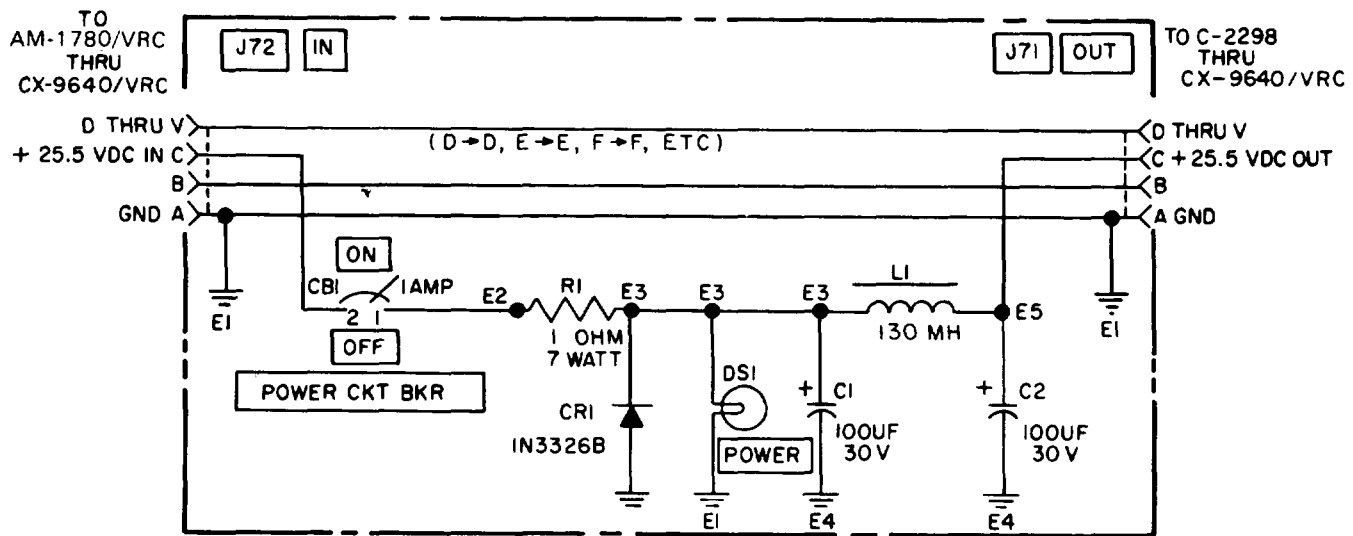 TO
AM-1780/VRC
THRU
CX-9640/VRC
J72 IN
J71 OUT
TO C-2298
THRU
CX-9640/VRC
D THRU V
(D→D, E→E, F→F, ETC)
D THRU V
+ 25.5 VDC IN C
C +25.5 VDC OUT
B
B
GND A
A GND
E1
ON
CB1
1 AMP
2 1
OFF
POWER CKT BKR
E2
R1
1 OHM
7 WATT
E3
E3
E3
L1
130 MH
E5
E1
CR1
1N3326B
DS1
POWER
E1
+ C1
100UF
30V
E4
+ C2
100UF
30V
E4